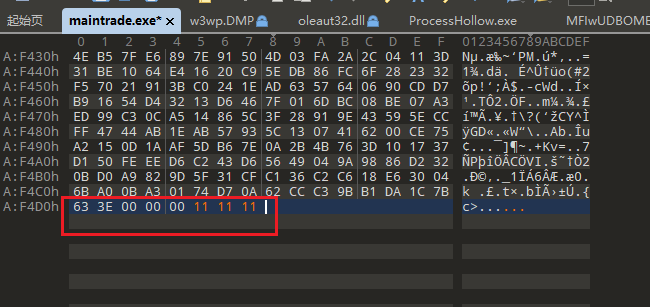 起始页 maintrade.exe* × w3wp.DMP oleaut32.dll ProcessHollow.exe MFIwUDBOME
0 1 2 3 4 5 6 7 8 9 A B C D E F 0123456789ABCDEF
A:F430h 4E B5 7F E6 89 7E 91 50 4D 03 FA 2A 2C 04 11 3D Nµ.æ‰~‘PM.ú*,..=
A:F440h 31 BE 10 64 E4 16 20 C9 5E DB 86 FC 6F 28 23 32 1¾.dä. É^Û†üo(#2
A:F450h F5 70 21 91 3B C0 24 1E AD 63 57 64 06 90 CD D7 õp!‘;À$.-cWd..Í×
A:F460h B9 16 54 D4 32 13 D6 46 7F 01 6D BC 08 BE 07 A3 ¹.TÔ2.ÖF..m¼.¾.£
A:F470h ED 99 C3 0C A5 14 86 5C 3F 28 91 9E 43 59 5E CC í™Ã.¥.†\?(‘žCY^Ì
A:F480h FF 47 44 AB 1E AB 57 93 5C 13 07 41 62 00 CE 75 ÿGD«.«W“\..Ab.Îu
A:F490h A2 15 0D 1A AF 5D B6 7E 0A 2B 4B 76 3D 10 17 37 ¢...¯]¶~.+Kv=..7
A:F4A0h D1 50 FE EE D6 C2 43 D6 56 49 04 9A 98 86 D2 32 ÑPþîÖÂCÖVI.š˜†Ò2
A:F4B0h 0B D0 A9 82 9D 5F 31 CF C1 36 C2 C6 18 E6 30 04 .Ð©‚._1ÏÁ6ÂÆ.æ0.
A:F4C0h 6B A0 0B A3 01 74 D7 0A 62 CC C3 9B B1 DA 1C 7B k .£.t×.bÌÃ›±Ú.{
A:F4D0h 63 3E 00 00 00 11 11 11 c>......